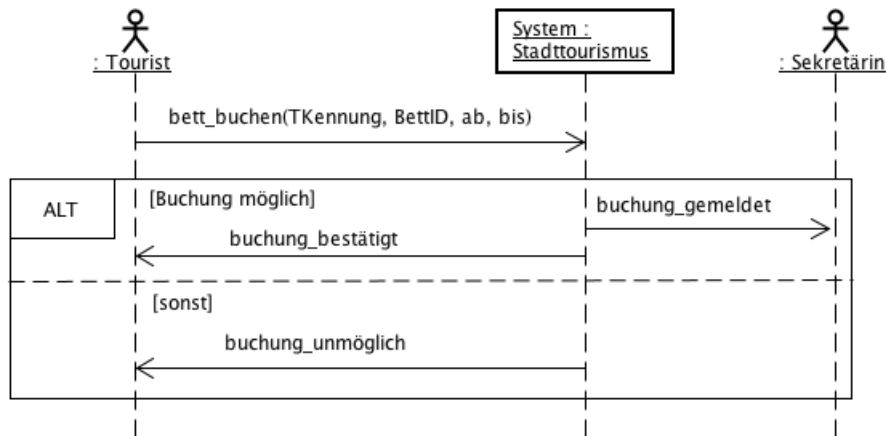 : Tourist
System :
Stadttourismus
: Sekretärin
bett_buchen(TKennung, BettID, ab, bis)
ALT
[Buchung möglich]
buchung_gemeldet
buchung_bestätigt
[sonst]
buchung_unmöglich